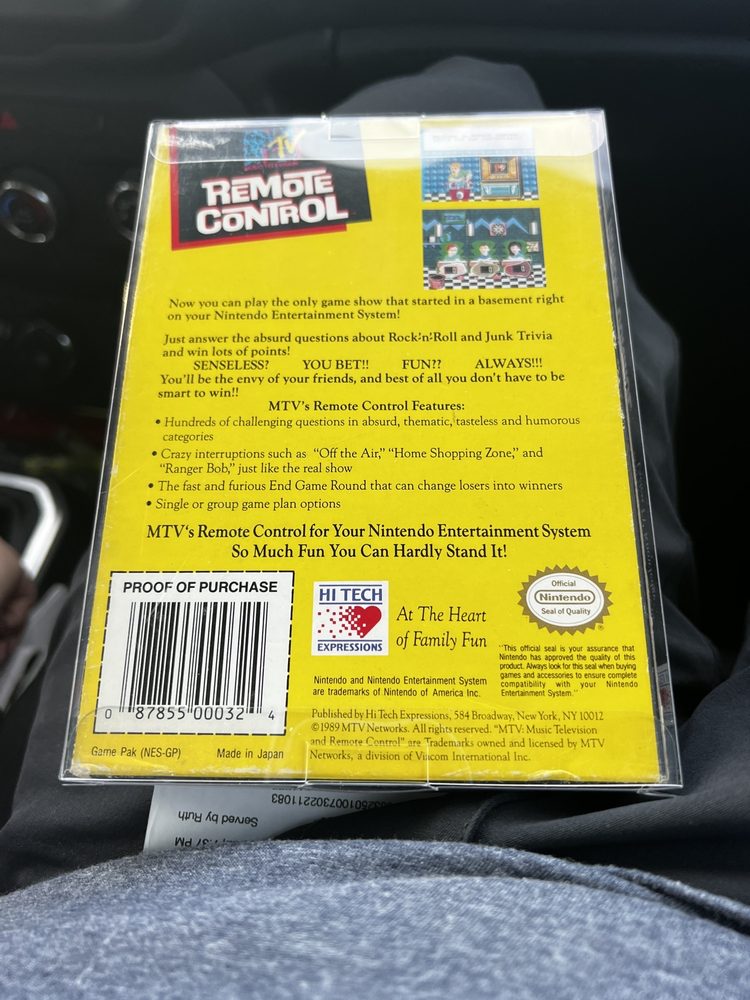 MTV
REMOTE
CONTROL
Now you can play the only game show that started in a basement right
on your Nintendo Entertainment System!
Just answer the absurd questions about Rock'n'Roll and Junk Trivia
and win lots of points!
SENSELESS? YOU BET!! FUN?? ALWAYS!!!
You'll be the envy of your friends, and best of all you don't have to be
smart to win!!
MTV's Remote Control Features:
• Hundreds of challenging questions in absurd, thematic, tasteless and humorous
categories
• Crazy interruptions such as "Off the Air," "Home Shopping Zone," and
"Ranger Bob," just like the real show
• The fast and furious End Game Round that can change losers into winners
• Single or group game plan options
MTV's Remote Control for Your Nintendo Entertainment System
So Much Fun You Can Hardly Stand It!
PROOF OF PURCHASE
0 87855 00032 4
Game Pak (NES-GP) Made in Japan
HI TECH
EXPRESSIONS
At The Heart
of Family Fun
Official
Nintendo
Seal of Quality
®
"This official seal is your assurance that
Nintendo has approved the quality of this
product. Always look for this seal when buying
games and accessories to ensure complete
compatibility with your Nintendo
Entertainment System."
Nintendo and Nintendo Entertainment System
are trademarks of Nintendo of America Inc.
Published by Hi Tech Expressions, 584 Broadway, New York, NY 10012
©1989 MTV Networks. All rights reserved. "MTV: Music Television
and Remote Control" are Trademarks owned and licensed by MTV
Networks, a division of Viacom International Inc.
Served by Ruth